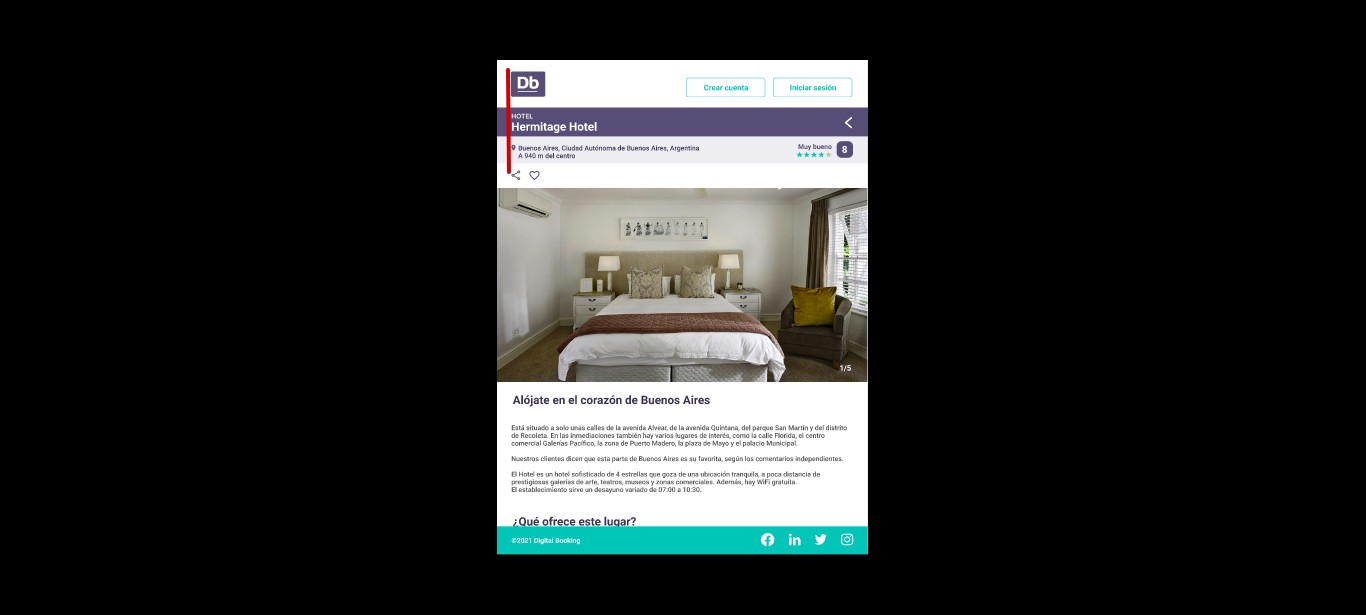 Db
Crear cuenta
Iniciar sesión
HOTEL
Hermitage Hotel
Buenos Aires, Ciudad Autónoma de Buenos Aires, Argentina
A 940 m del centro
Muy bueno
8
1/5
Alójate en el corazón de Buenos Aires
Está situado a solo unas calles de la avenida Alvear, de la avenida Quintana, del parque San Martín y del distrito
de Recoleta. En las inmediaciones también hay varios lugares de interés, como la calle Florida, el centro
comercial Galerías Pacífico, la zona de Puerto Madero, la plaza de Mayo y el palacio Municipal.
Nuestros clientes dicen que esta parte de Buenos Aires es su favorita, según los comentarios independientes.
El Hotel es un hotel sofisticado de 4 estrellas que goza de una ubicación tranquila, a poca distancia de
prestigiosas galerías de arte, teatros, museos y zonas comerciales. Además, hay WiFi gratuita.
El establecimiento sirve un desayuno variado de 07:00 a 10:30.
¿Qué ofrece este lugar?
©2021 Digital Booking